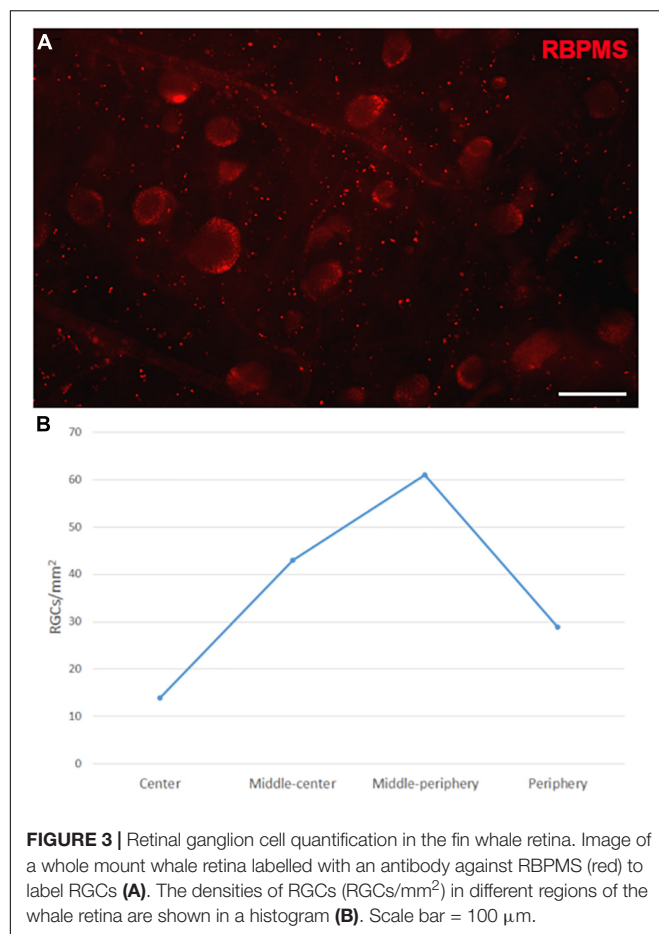 A
RBPMS
B
70
60
50
40
30
20
10
0
RGCs/mm²
Center Middle-center Middle-periphery Periphery
FIGURE 3 | Retinal ganglion cell quantification in the fin whale retina. Image of
a whole mount whale retina labelled with an antibody against RBPMS (red) to
label RGCs (A). The densities of RGCs (RGCs/mm²) in different regions of the
whale retina are shown in a histogram (B). Scale bar = 100 μm.